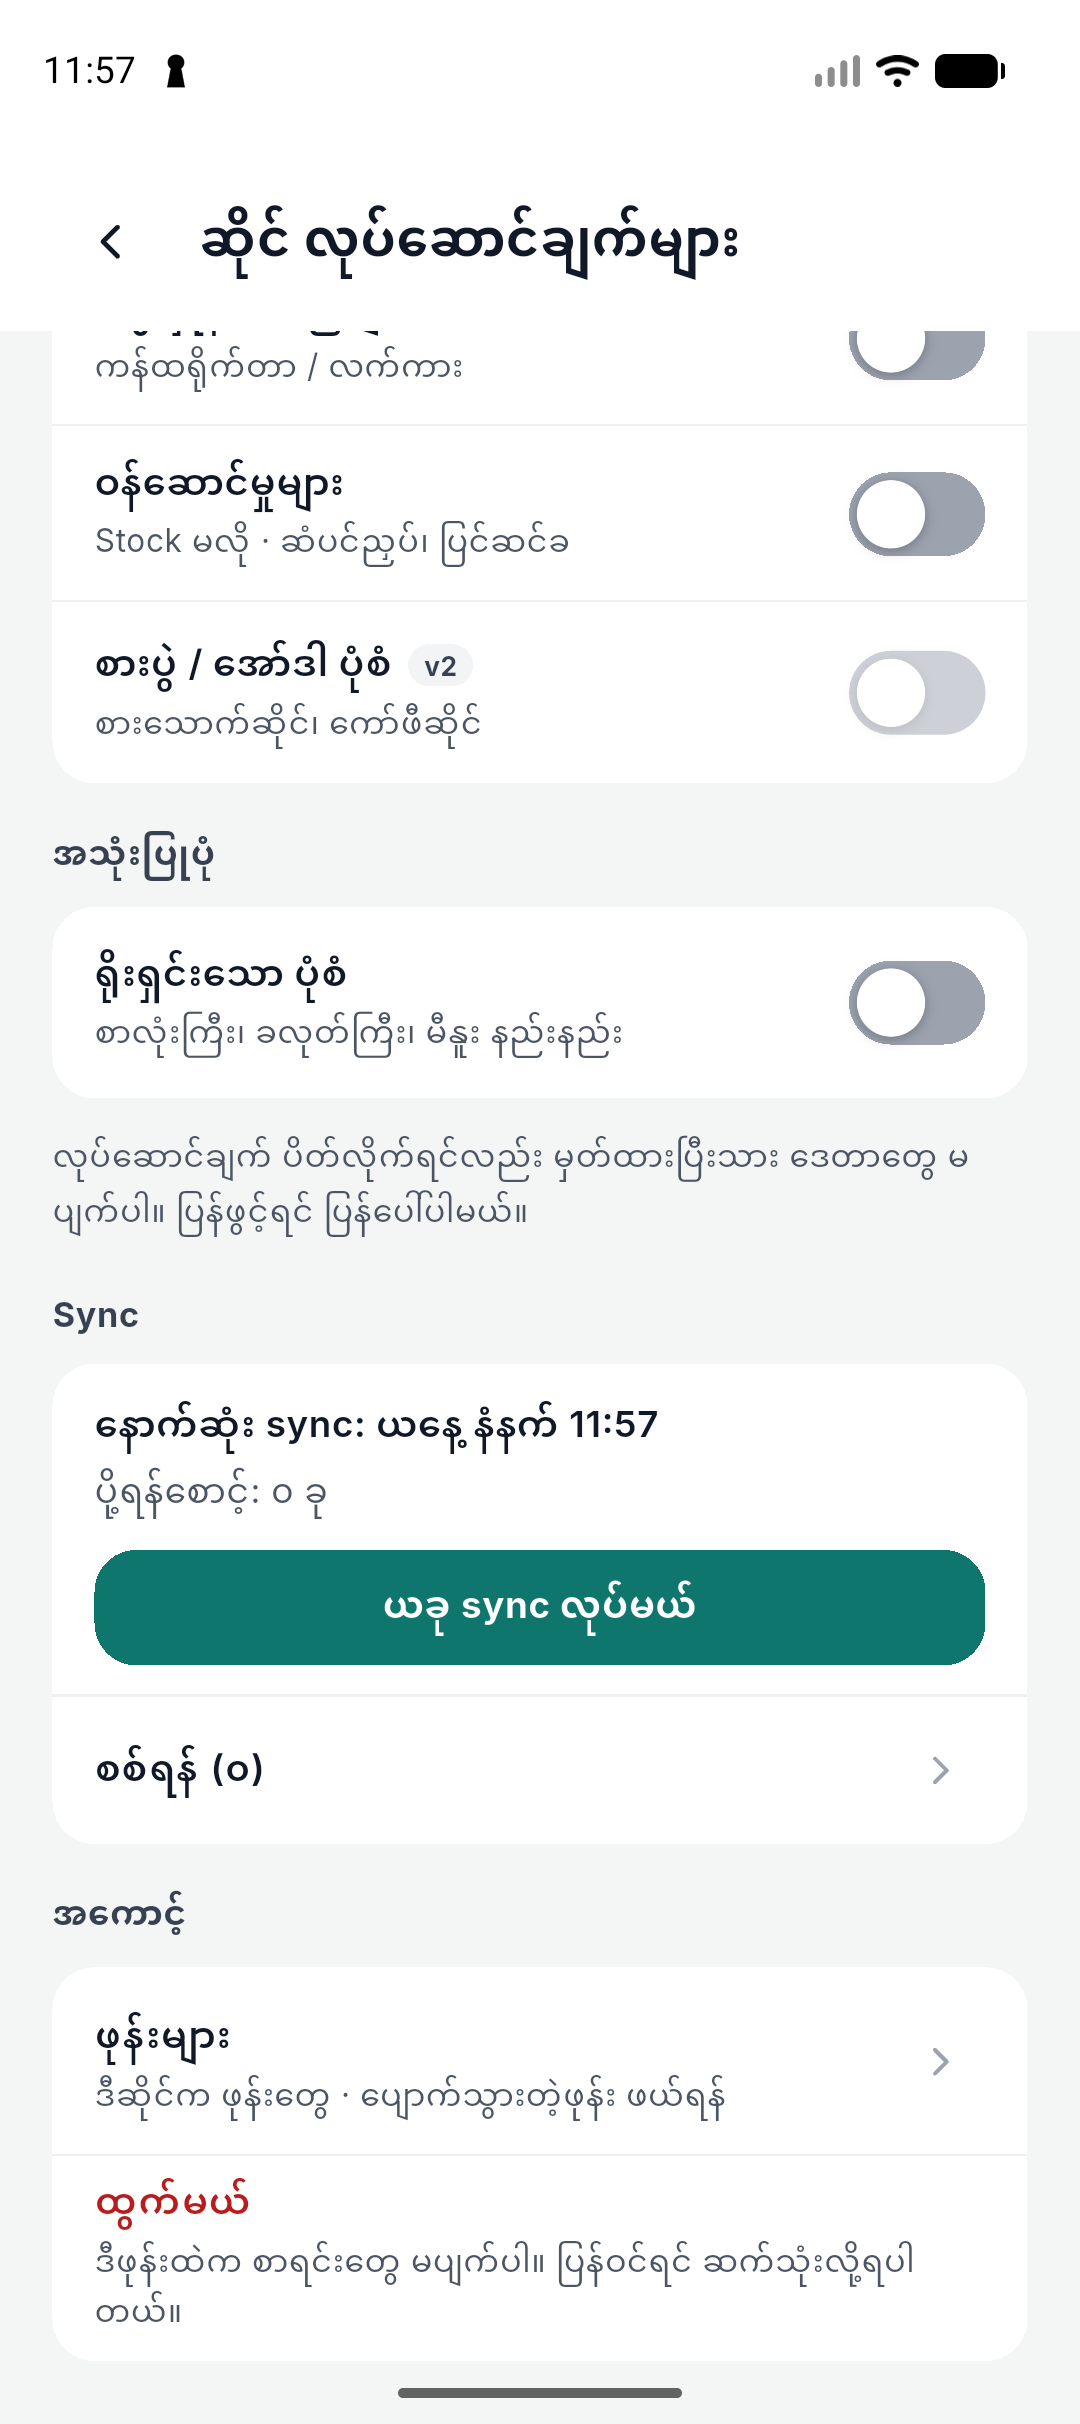 11:57
ဆိုင် လုပ်ဆောင်ချက်များ
ကန်ထရိုက်တာ / လက်ကား
ဝန်ဆောင်မှုများ
Stock မလို · ဆံပင်ညှပ်၊ ပြင်ဆင်ခ
စားပွဲ / အော်ဒါ ပုံစံ v2
စားသောက်ဆိုင်၊ ကော်ဖီဆိုင်
အသုံးပြုပုံ
ရိုးရှင်းသော ပုံစံ
စာလုံးကြီး၊ ခလုတ်ကြီး၊ မီနူး နည်းနည်း
လုပ်ဆောင်ချက် ပိတ်လိုက်ရင်လည်း မှတ်ထားပြီးသား ဒေတာတွေ မ
ပျက်ပါ။ ပြန်ဖွင့်ရင် ပြန်ပေါ်ပါမယ်။
Sync
နောက်ဆုံး sync: ယနေ့ နံနက် 11:57
ပို့ရန်စောင့်: ၀ ခု
ယခု sync လုပ်မယ်
စစ်ရန် (၀)
အကောင့်
ဖုန်းများ
ဒီဆိုင်က ဖုန်းတွေ · ပျောက်သွားတဲ့ဖုန်း ဖယ်ရန်
ထွက်မယ်
ဒီဖုန်းထဲက စာရင်းတွေ မပျက်ပါ။ ပြန်ဝင်ရင် ဆက်သုံးလို့ရပါ
တယ်။